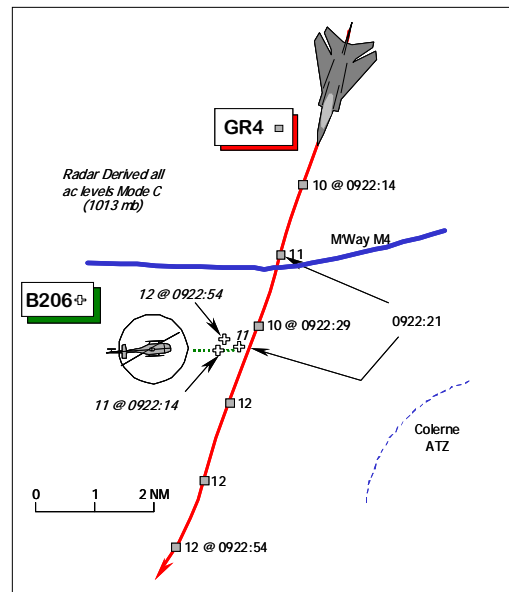 GR4
Radar Derived all
ac levels Mode C
(1013 mb)
10 @ 0922:14
M'Way M4
11
B206
12 @ 0922:54
11
10 @ 0922:29
0922:21
11 @ 0922:14
12
Colerne
ATZ
12
0 1 2 NM
12 @ 0922:54